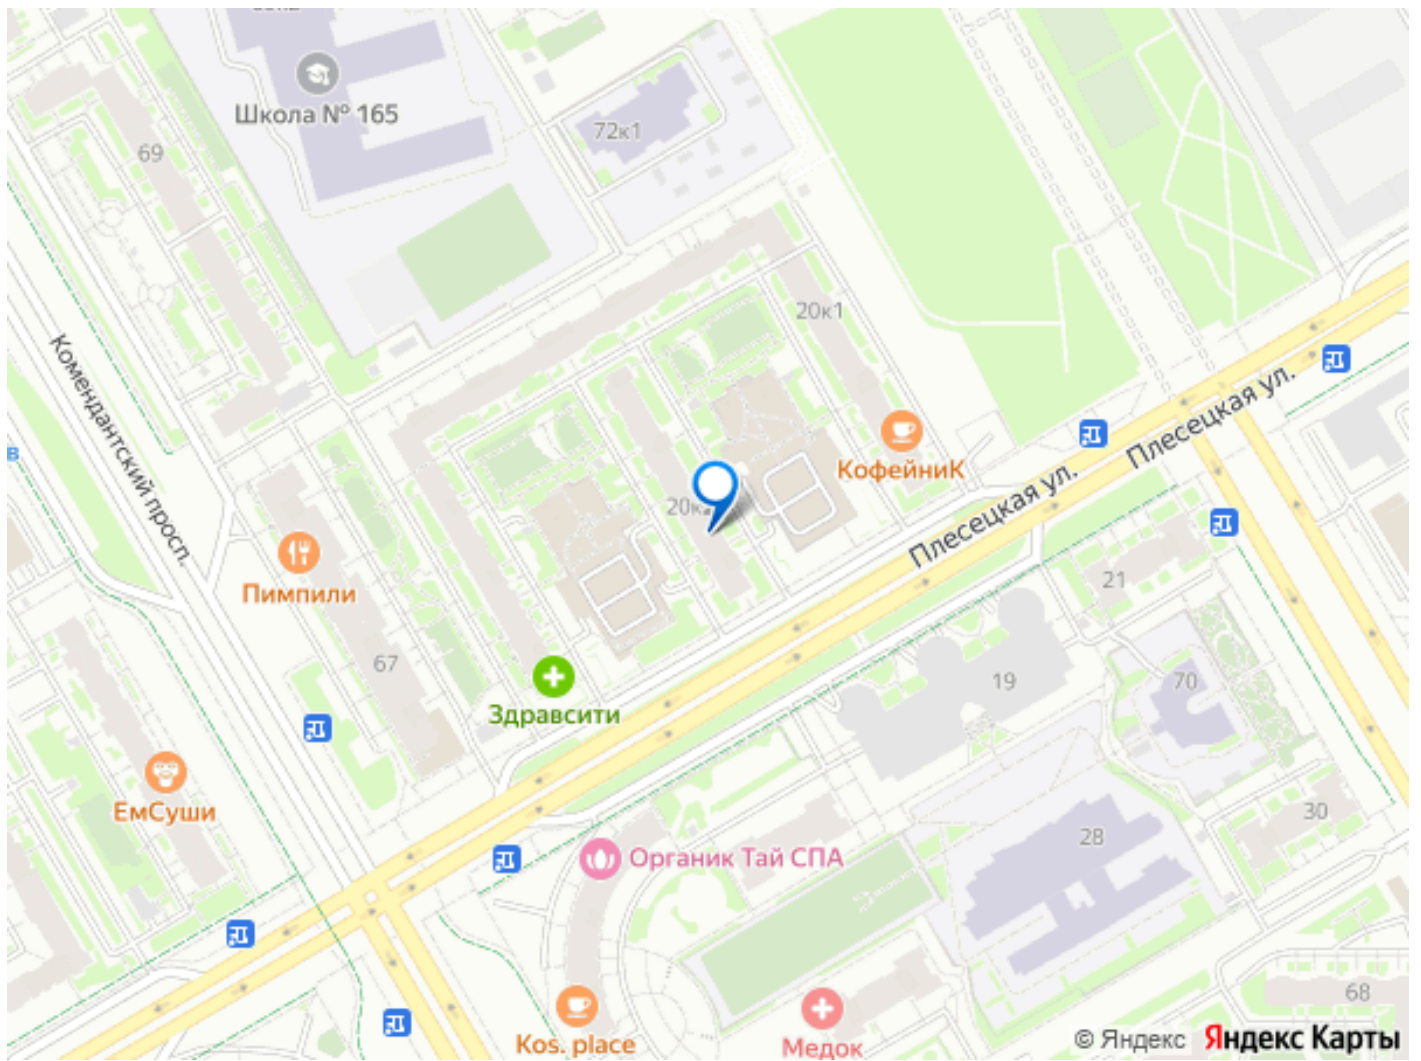 Школа № 165
72к1
69
20к1
Комендантский просп.
Плесецкая ул.
КофейниК
Плесецкая ул.
в
Пимпили
21
67
19
70
Здравсити
ЕмСуши
30
28
Органик Тай СПА
68
Kos. place
Медок
© Яндекс Яндекс Карты